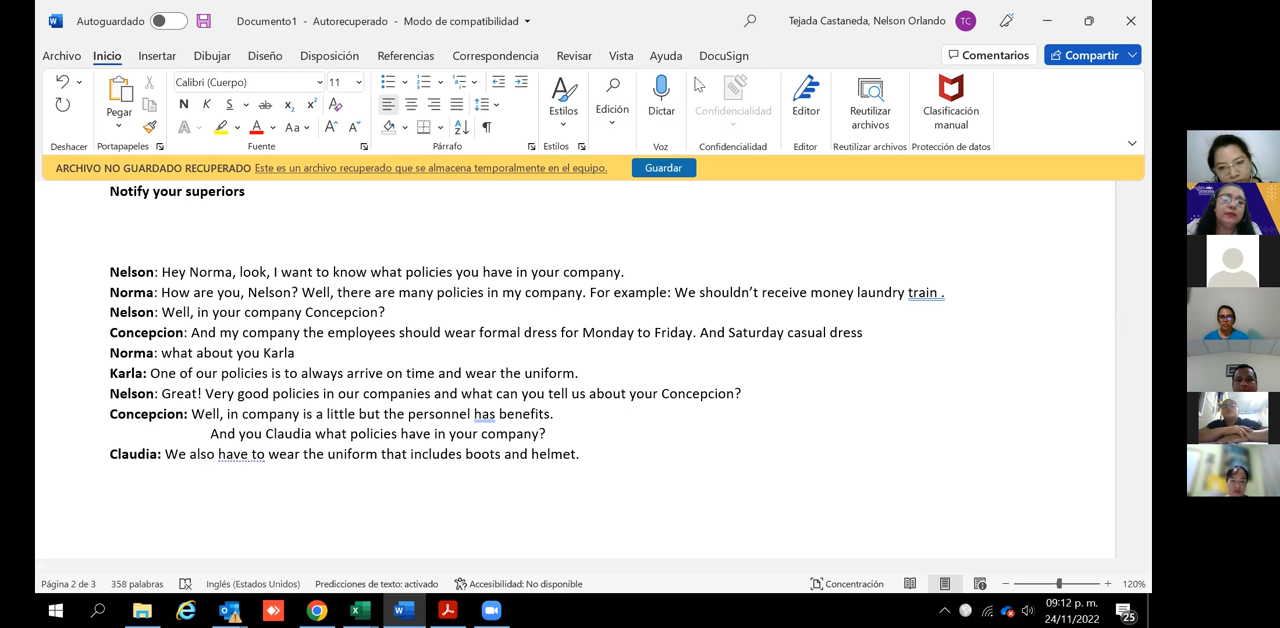 Autoguardado Documento1 - Autorecuperado - Modo de compatibilidad Tejada Castaneda, Nelson Orlando TC
Archivo Inicio Insertar Dibujar Diseño Disposición Referencias Correspondencia Revisar Vista Ayuda DocuSign Comentarios Compartir
Calibri (Cuerpo) 11
Pegar Estilos Edición Dictar Confidencialidad Editor Reutilizar archivos Clasificación manual
N K S ab x₂ x²
Aa
Deshacer Portapapeles Fuente Párrafo Estilos Voz Confidencialidad Editor Reutilizar archivos Protección de datos
ARCHIVO NO GUARDADO RECUPERADO Este es un archivo recuperado que se almacena temporalmente en el equipo. Guardar
Notify your superiors
Nelson: Hey Norma, look, I want to know what policies you have in your company.
Norma: How are you, Nelson? Well, there are many policies in my company. For example: We shouldn't receive money laundry train .
Nelson: Well, in your company Concepcion?
Concepcion: And my company the employees should wear formal dress for Monday to Friday. And Saturday casual dress
Norma: what about you Karla
Karla: One of our policies is to always arrive on time and wear the uniform.
Nelson: Great! Very good policies in our companies and what can you tell us about your Concepcion?
Concepcion: Well, in company is a little but the personnel has benefits.
And you Claudia what policies have in your company?
Claudia: We also have to wear the uniform that includes boots and helmet.
Página 2 de 3 358 palabras Inglés (Estados Unidos) Predicciones de texto: activado Accesibilidad: No disponible Concentración 120%
09:12 p. m.
24/11/2022
25